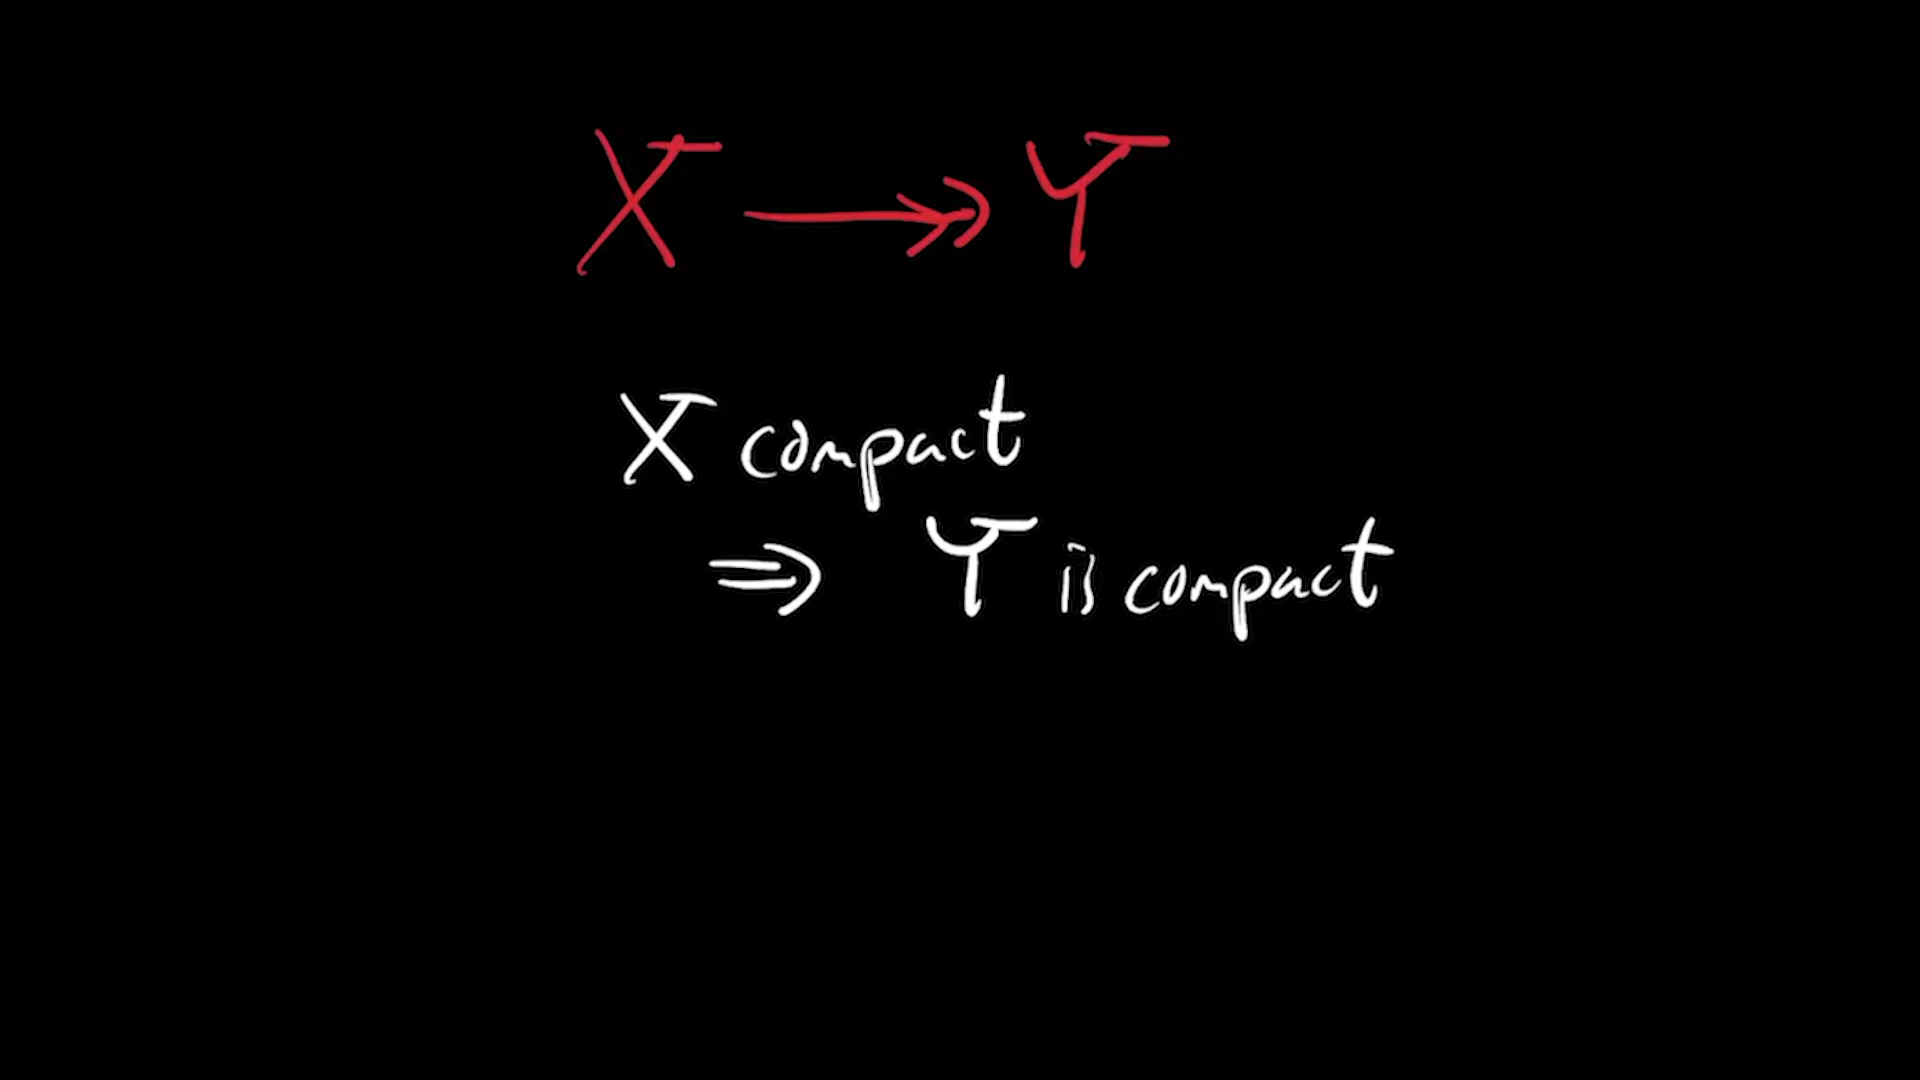 X ↠ Y
X compact
⇒ Y is compact